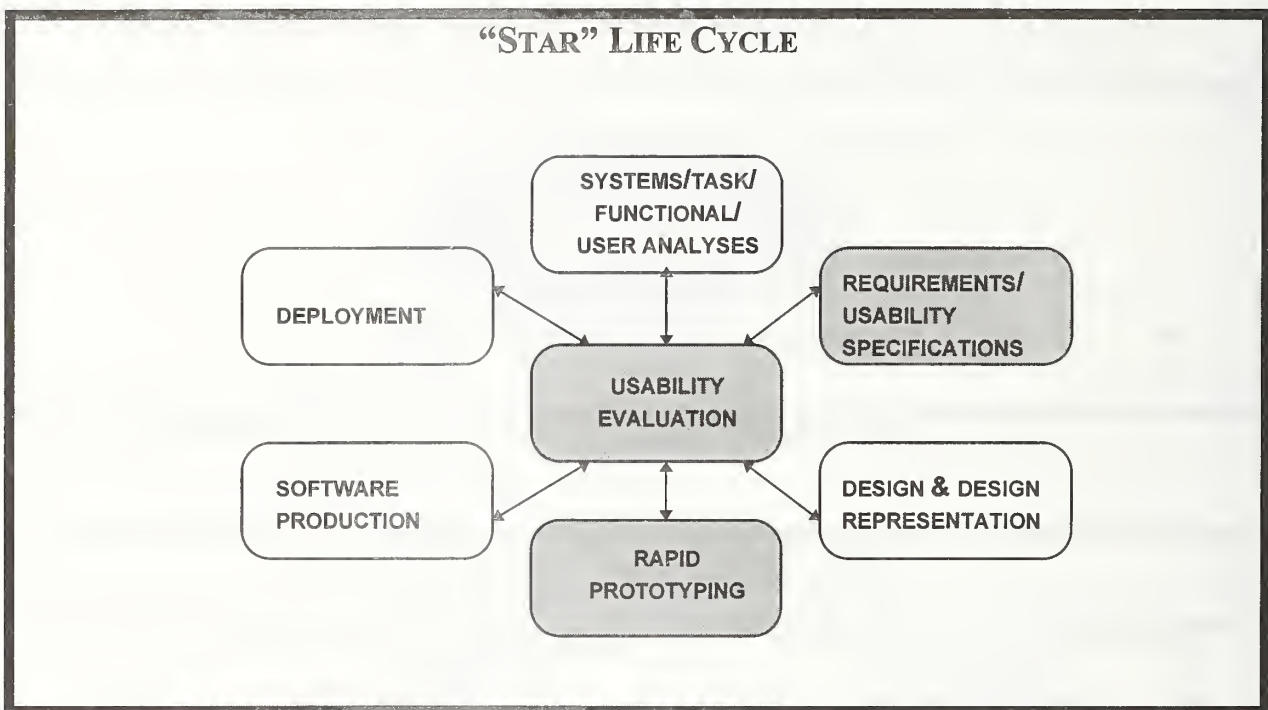 “STAR” LIFE CYCLE
SYSTEMS/TASK/
FUNCTIONAL/
USER ANALYSES
DEPLOYMENT
REQUIREMENTS/
USABILITY
SPECIFICATIONS
USABILITY
EVALUATION
SOFTWARE
PRODUCTION
DESIGN & DESIGN
REPRESENTATION
RAPID
PROTOTYPING